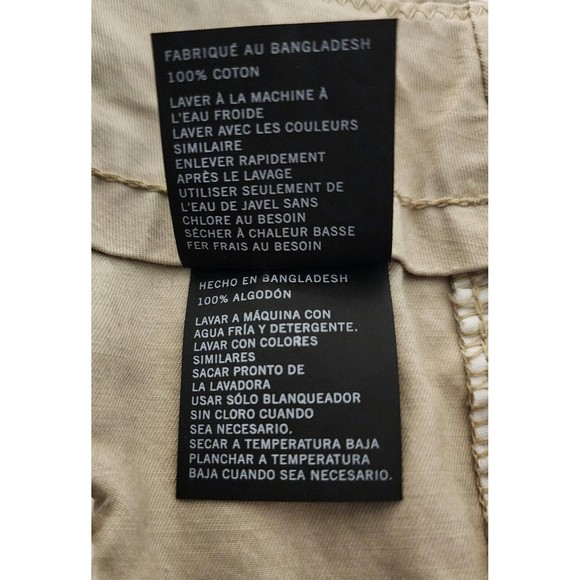 FABRIQUÉ AU BANGLADESH
100% COTON
LAVER À LA MACHINE À
L'EAU FROIDE
LAVER AVEC LES COULEURS
SIMILAIRE
ENLEVER RAPIDEMENT
APRÈS LE LAVAGE
UTILISER SEULEMENT DE
L'EAU DE JAVEL SANS
CHLORE AU BESOIN
SÉCHER À CHALEUR BASSE
FER FRAIS AU BESOIN
HECHO EN BANGLADESH
100% ALGODÓN
LAVAR A MÁQUINA CON
AGUA FRÍA Y DETERGENTE.
LAVAR CON COLORES
SIMILARES
SACAR PRONTO DE
LA LAVADORA
USAR SÓLO BLANQUEADOR
SIN CLORO CUANDO
SEA NECESARIO.
SECAR A TEMPERATURA BAJA
PLANCHAR A TEMPERATURA
BAJA CUANDO SEA NECESARIO.